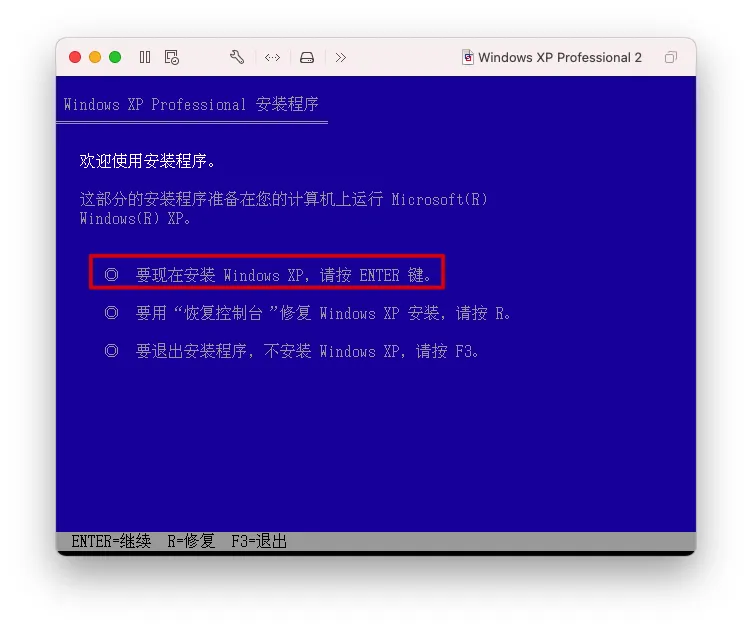 Windows XP Professional 2
Windows XP Professional 安装程序
欢迎使用安装程序。
这部分的安装程序准备在您的计算机上运行 Microsoft(R)
Windows(R) XP。
◎ 要现在安装 Windows XP，请按 ENTER 键。
◎ 要用“恢复控制台”修复 Windows XP 安装，请按 R。
◎ 要退出安装程序，不安装 Windows XP，请按 F3。
ENTER=继续 R=修复 F3=退出